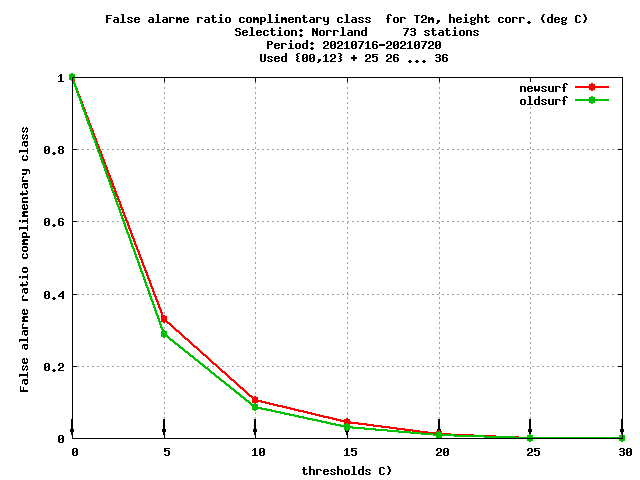 False alarme ratio complimentary class  for T2m, height corr. (deg C)
Selection: Norrland     73 stations
Period: 20210716-20210720
Used {00,12} + 25 26 ... 36
newsurf
oldsurf
False alarme ratio complimentary class
1
0.8
0.6
0.4
0.2
0
0 5 10 15 20 25 30
thresholds C)